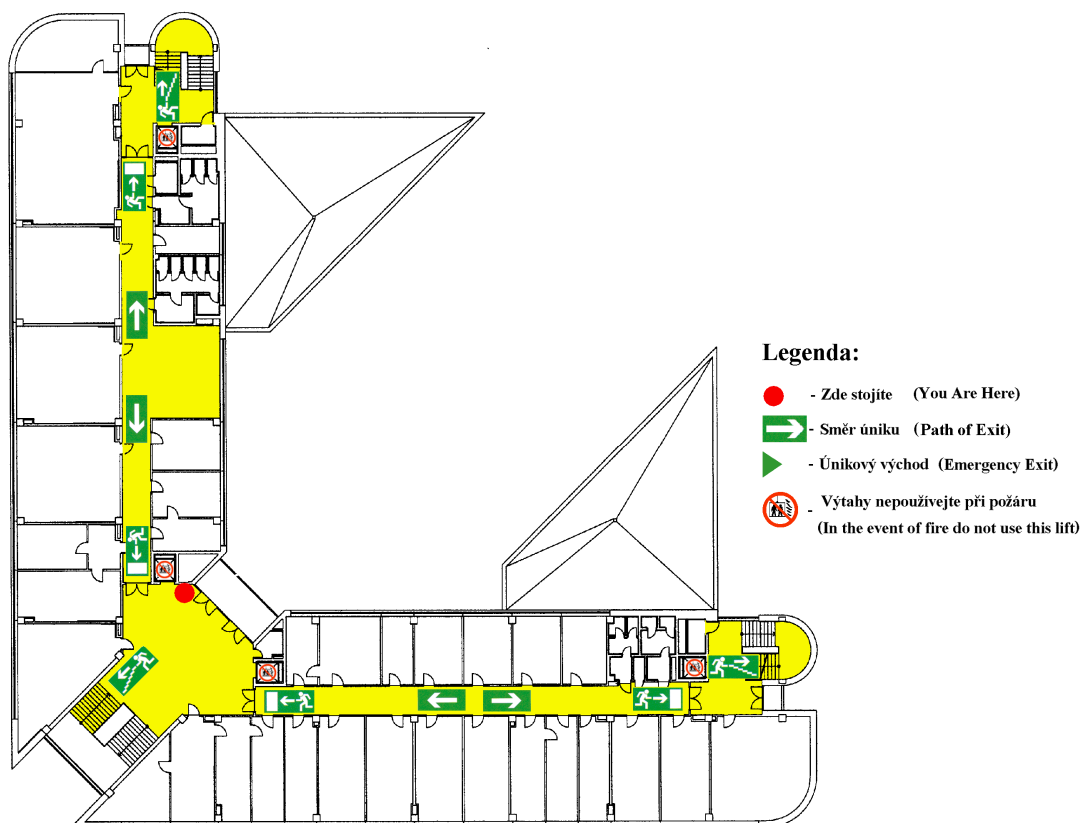 Legenda:
- Zde stojíte (You Are Here)
- Směr úniku (Path of Exit)
- Únikový východ (Emergency Exit)
- Výtahy nepoužívejte při požáru
(In the event of fire do not use this lift)